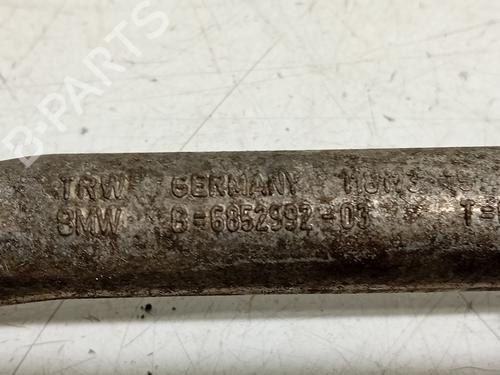 B-PARTS
TRW GERMANY
BMW B-6852992-03 T=